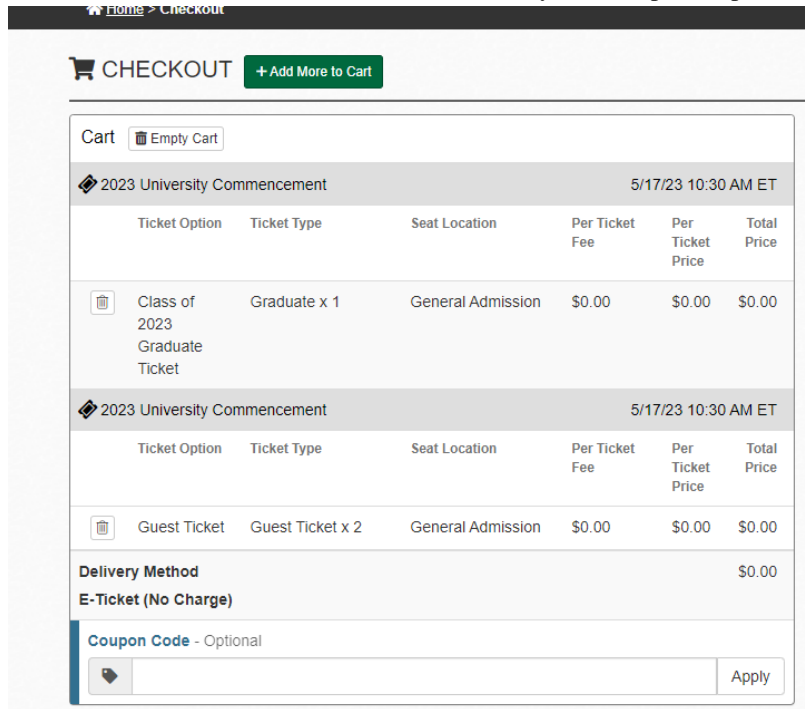 Home > Checkout
CHECKOUT + Add More to Cart
Cart Empty Cart
2023 University Commencement 5/17/23 10:30 AM ET
Ticket Option Ticket Type Seat Location Per Ticket Fee Per Ticket Price Total Price
Class of 2023 Graduate Ticket Graduate x 1 General Admission $0.00 $0.00 $0.00
2023 University Commencement 5/17/23 10:30 AM ET
Ticket Option Ticket Type Seat Location Per Ticket Fee Per Ticket Price Total Price
Guest Ticket Guest Ticket x 2 General Admission $0.00 $0.00 $0.00
Delivery Method $0.00
E-Ticket (No Charge)
Coupon Code - Optional
Apply